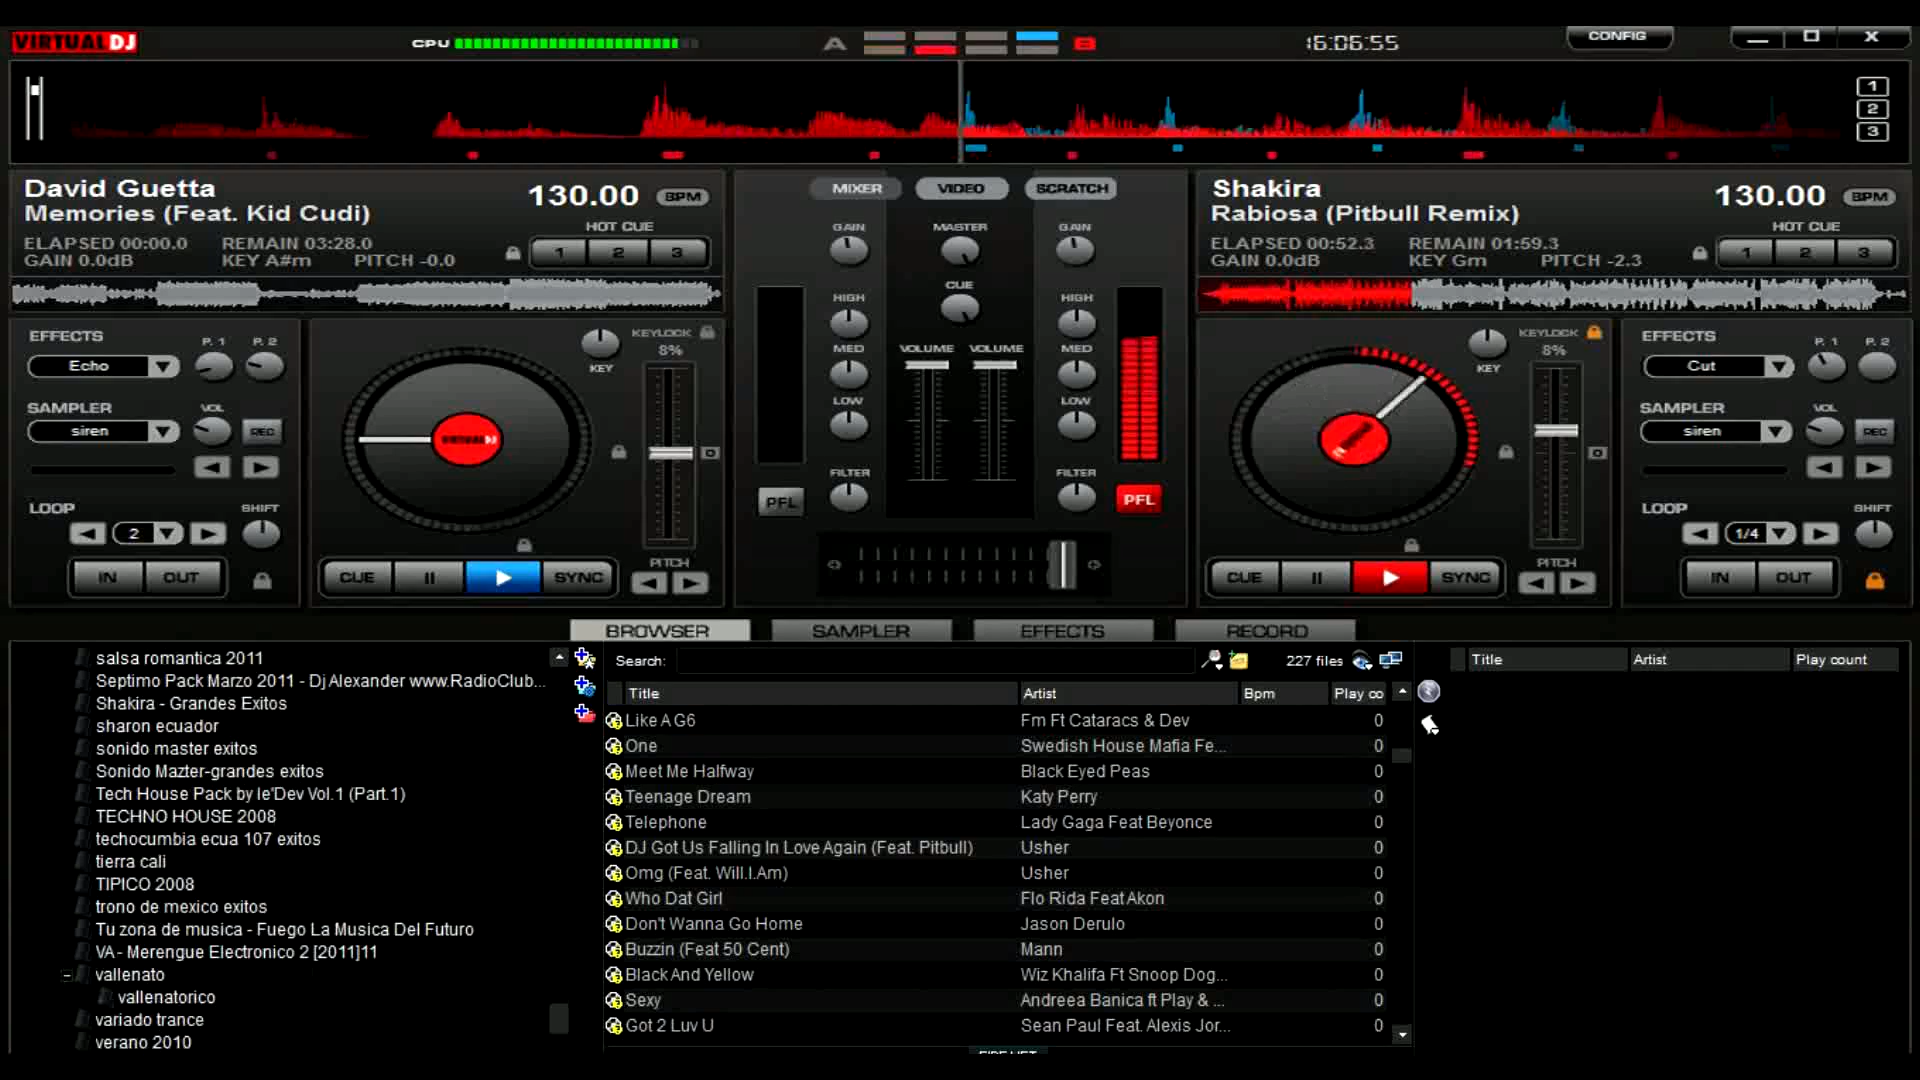 VIRTUAL DJ
CPU
A
B
16:06:55
CONFIG
1
2
3
David Guetta
Memories (Feat. Kid Cudi)
130.00 BPM
HOT CUE
ELAPSED 00:00.0 REMAIN 03:28.0
GAIN 0.0dB KEY A#m PITCH -0.0
1 2 3
MIXER VIDEO SCRATCH
Shakira
Rabiosa (Pitbull Remix)
130.00 BPM
HOT CUE
ELAPSED 00:52.3 REMAIN 01:59.3
GAIN 0.0dB KEY Gm PITCH -2.3
1 2 3
EFFECTS
P. 1 P. 2
Echo
SAMPLER
VOL
siren
REC
LOOP
SHIFT
2
IN OUT
KEYLOCK
8%
KEY
VIRTUAL DJ
CUE
SYNC
PITCH
GAIN MASTER GAIN
CUE
HIGH HIGH
VOLUME VOLUME
MED MED
LOW LOW
FILTER FILTER
PFL PFL
KEYLOCK
8%
KEY
CUE
SYNC
PITCH
EFFECTS
P. 1 P. 2
Cut
SAMPLER
VOL
siren
REC
LOOP
SHIFT
1/4
IN OUT
BROWSER SAMPLER EFFECTS RECORD
salsa romantica 2011
Septimo Pack Marzo 2011 - Dj Alexander www.RadioClub...
Shakira - Grandes Exitos
sharon ecuador
sonido master exitos
Sonido Mazter-grandes exitos
Tech House Pack by le'Dev Vol.1 (Part.1)
TECHNO HOUSE 2008
techocumbia ecua 107 exitos
tierra cali
TIPICO 2008
trono de mexico exitos
Tu zona de musica - Fuego La Musica Del Futuro
VA - Merengue Electronico 2 [2011]11
vallenato
vallenatorico
variado trance
verano 2010
Search:
227 files
Title Artist Bpm Play co
Like A G6 Fm Ft Cataracs & Dev 0
One Swedish House Mafia Fe... 0
Meet Me Halfway Black Eyed Peas 0
Teenage Dream Katy Perry 0
Telephone Lady Gaga Feat Beyonce 0
DJ Got Us Falling In Love Again (Feat. Pitbull) Usher 0
Omg (Feat. Will.I.Am) Usher 0
Who Dat Girl Flo Rida Feat Akon 0
Don't Wanna Go Home Jason Derulo 0
Buzzin (Feat 50 Cent) Mann 0
Black And Yellow Wiz Khalifa Ft Snoop Dog... 0
Sexy Andreea Banica ft Play & ... 0
Got 2 Luv U Sean Paul Feat. Alexis Jor... 0
Title Artist Play count